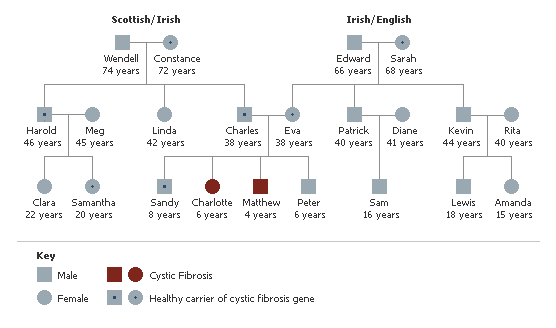 Scottish/Irish
Irish/English
Wendell
74 years
Constance
72 years
Edward
66 years
Sarah
68 years
Harold
46 years
Meg
45 years
Linda
42 years
Charles
38 years
Eva
38 years
Patrick
40 years
Diane
41 years
Kevin
44 years
Rita
40 years
Clara
22 years
Samantha
20 years
Sandy
8 years
Charlotte
6 years
Matthew
4 years
Peter
6 years
Sam
16 years
Lewis
18 years
Amanda
15 years
Key
Male
Cystic Fibrosis
Female
Healthy carrier of cystic fibrosis gene